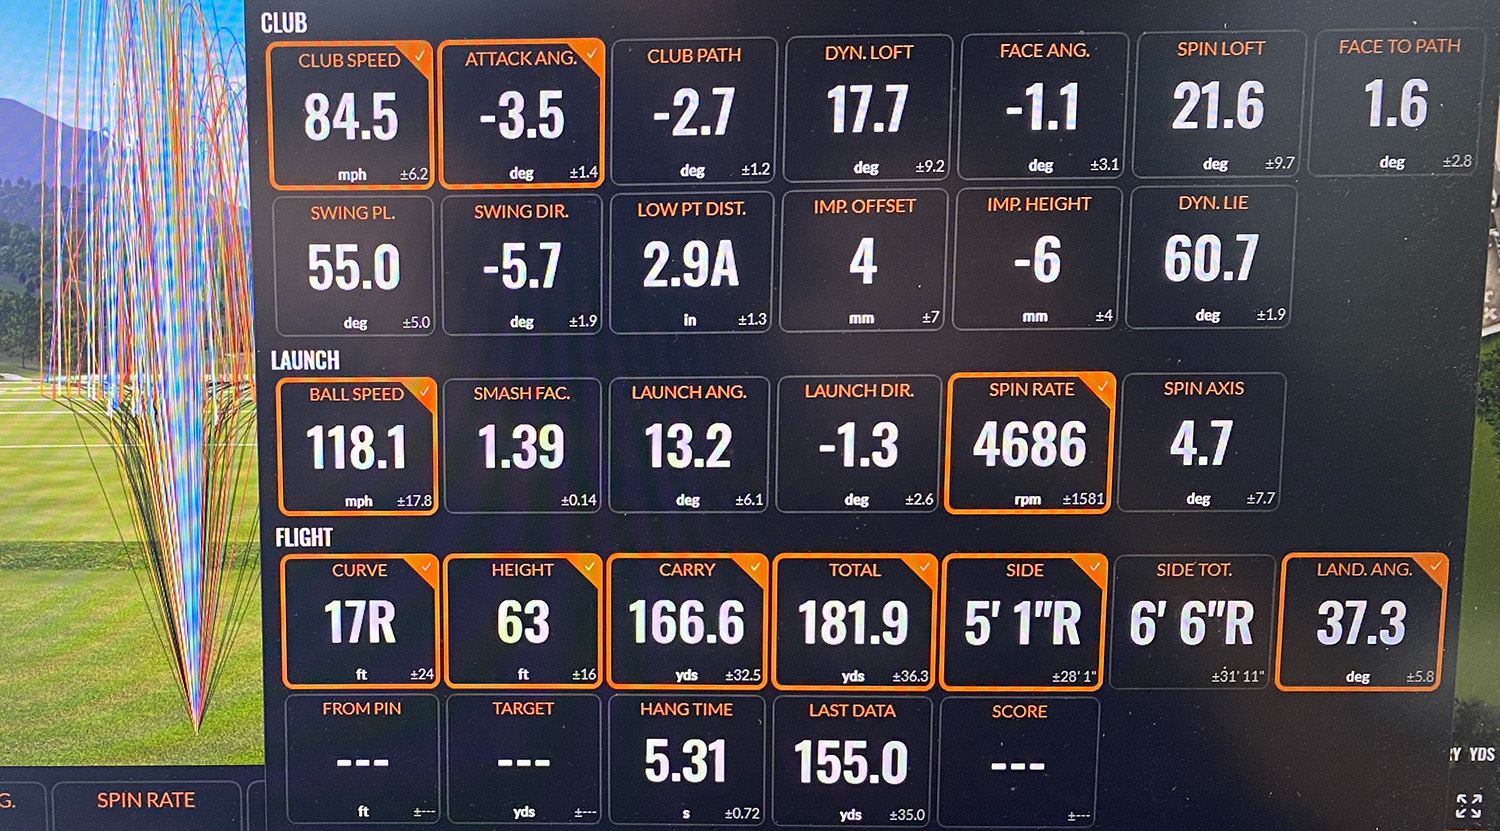 CLUB
CLUB SPEED ATTACK ANG. CLUB PATH DYN. LOFT FACE ANG. SPIN LOFT FACE TO PATH
84.5 -3.5 -2.7 17.7 -1.1 21.6 1.6
mph ±6.2 deg ±1.4 deg ±1.2 deg ±9.2 deg ±3.1 deg ±9.7 deg ±2.8
SWING PL. SWING DIR. LOW PT DIST. IMP. OFFSET IMP. HEIGHT DYN. LIE
55.0 -5.7 2.9A 4 -6 60.7
deg ±5.0 deg ±1.9 in ±1.3 mm ±7 mm ±4 deg ±1.9
LAUNCH
BALL SPEED SMASH FAC. LAUNCH ANG. LAUNCH DIR. SPIN RATE SPIN AXIS
118.1 1.39 13.2 -1.3 4686 4.7
mph ±17.8 ±0.14 deg ±6.1 deg ±2.6 rpm ±1581 deg ±7.7
FLIGHT
CURVE HEIGHT CARRY TOTAL SIDE SIDE TOT. LAND. ANG.
17R 63 166.6 181.9 5' 1"R 6' 6"R 37.3
ft ±24 ft ±16 yds ±32.5 yds ±36.3 ±28' 1" ±31' 11" deg ±5.8
FROM PIN TARGET HANG TIME LAST DATA SCORE
--- --- 5.31 155.0 ---
ft ±--- yds ±--- s ±0.72 yds ±35.0 ±---
G. SPIN RATE
RY YDS